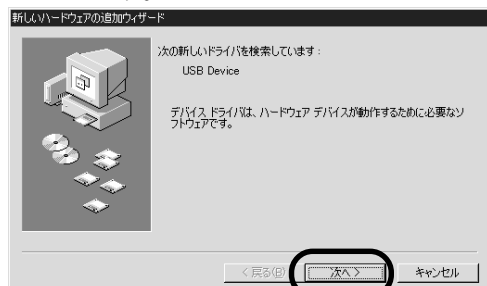 新しいハードウェアの追加ウィザード
次の新しいドライバを検索しています：
USB Device
デバイス ドライバは、ハードウェア デバイスが動作するために必要なソ
フトウェアです。
< 戻る(B) 次へ > キャンセル